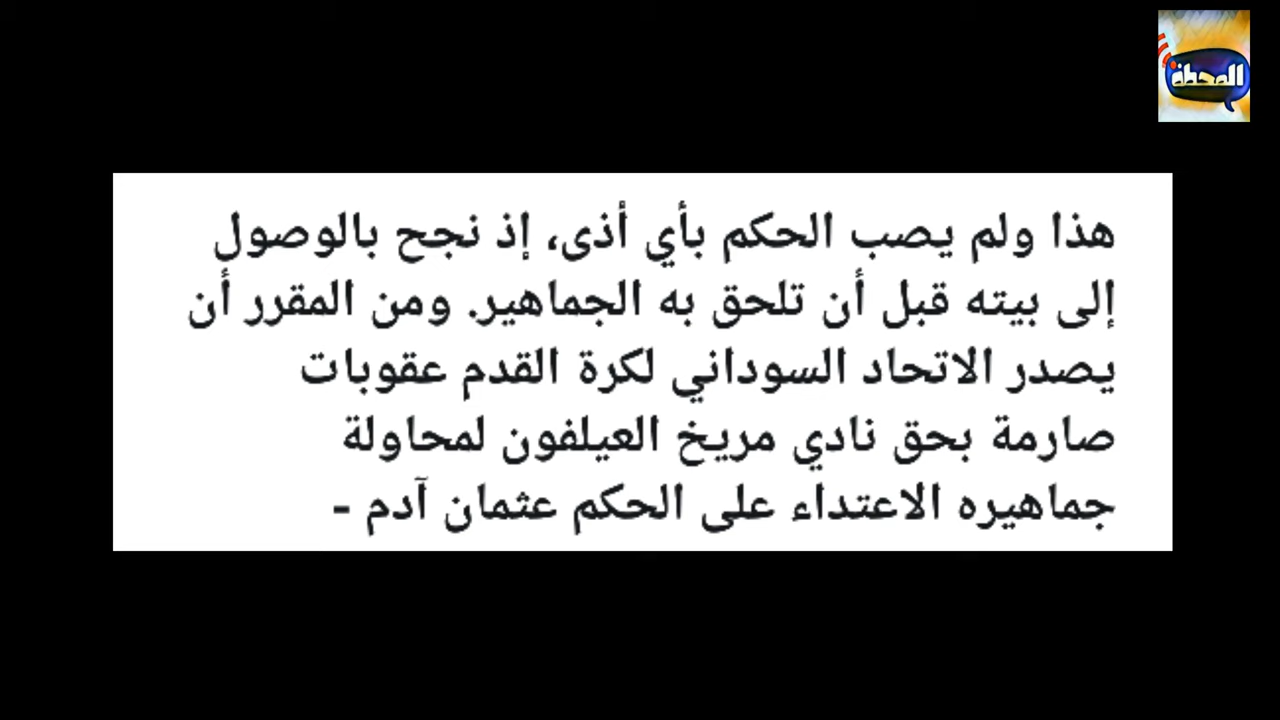 المحطة
هذا ولم يصب الحكم بأي أذى، إذ نجح بالوصول
إلى بيته قبل أن تلحق به الجماهير. ومن المقرر أن
يصدر الاتحاد السوداني لكرة القدم عقوبات
صارمة بحق نادي مريخ العيلفون لمحاولة
جماهيره الاعتداء على الحكم عثمان آدم -